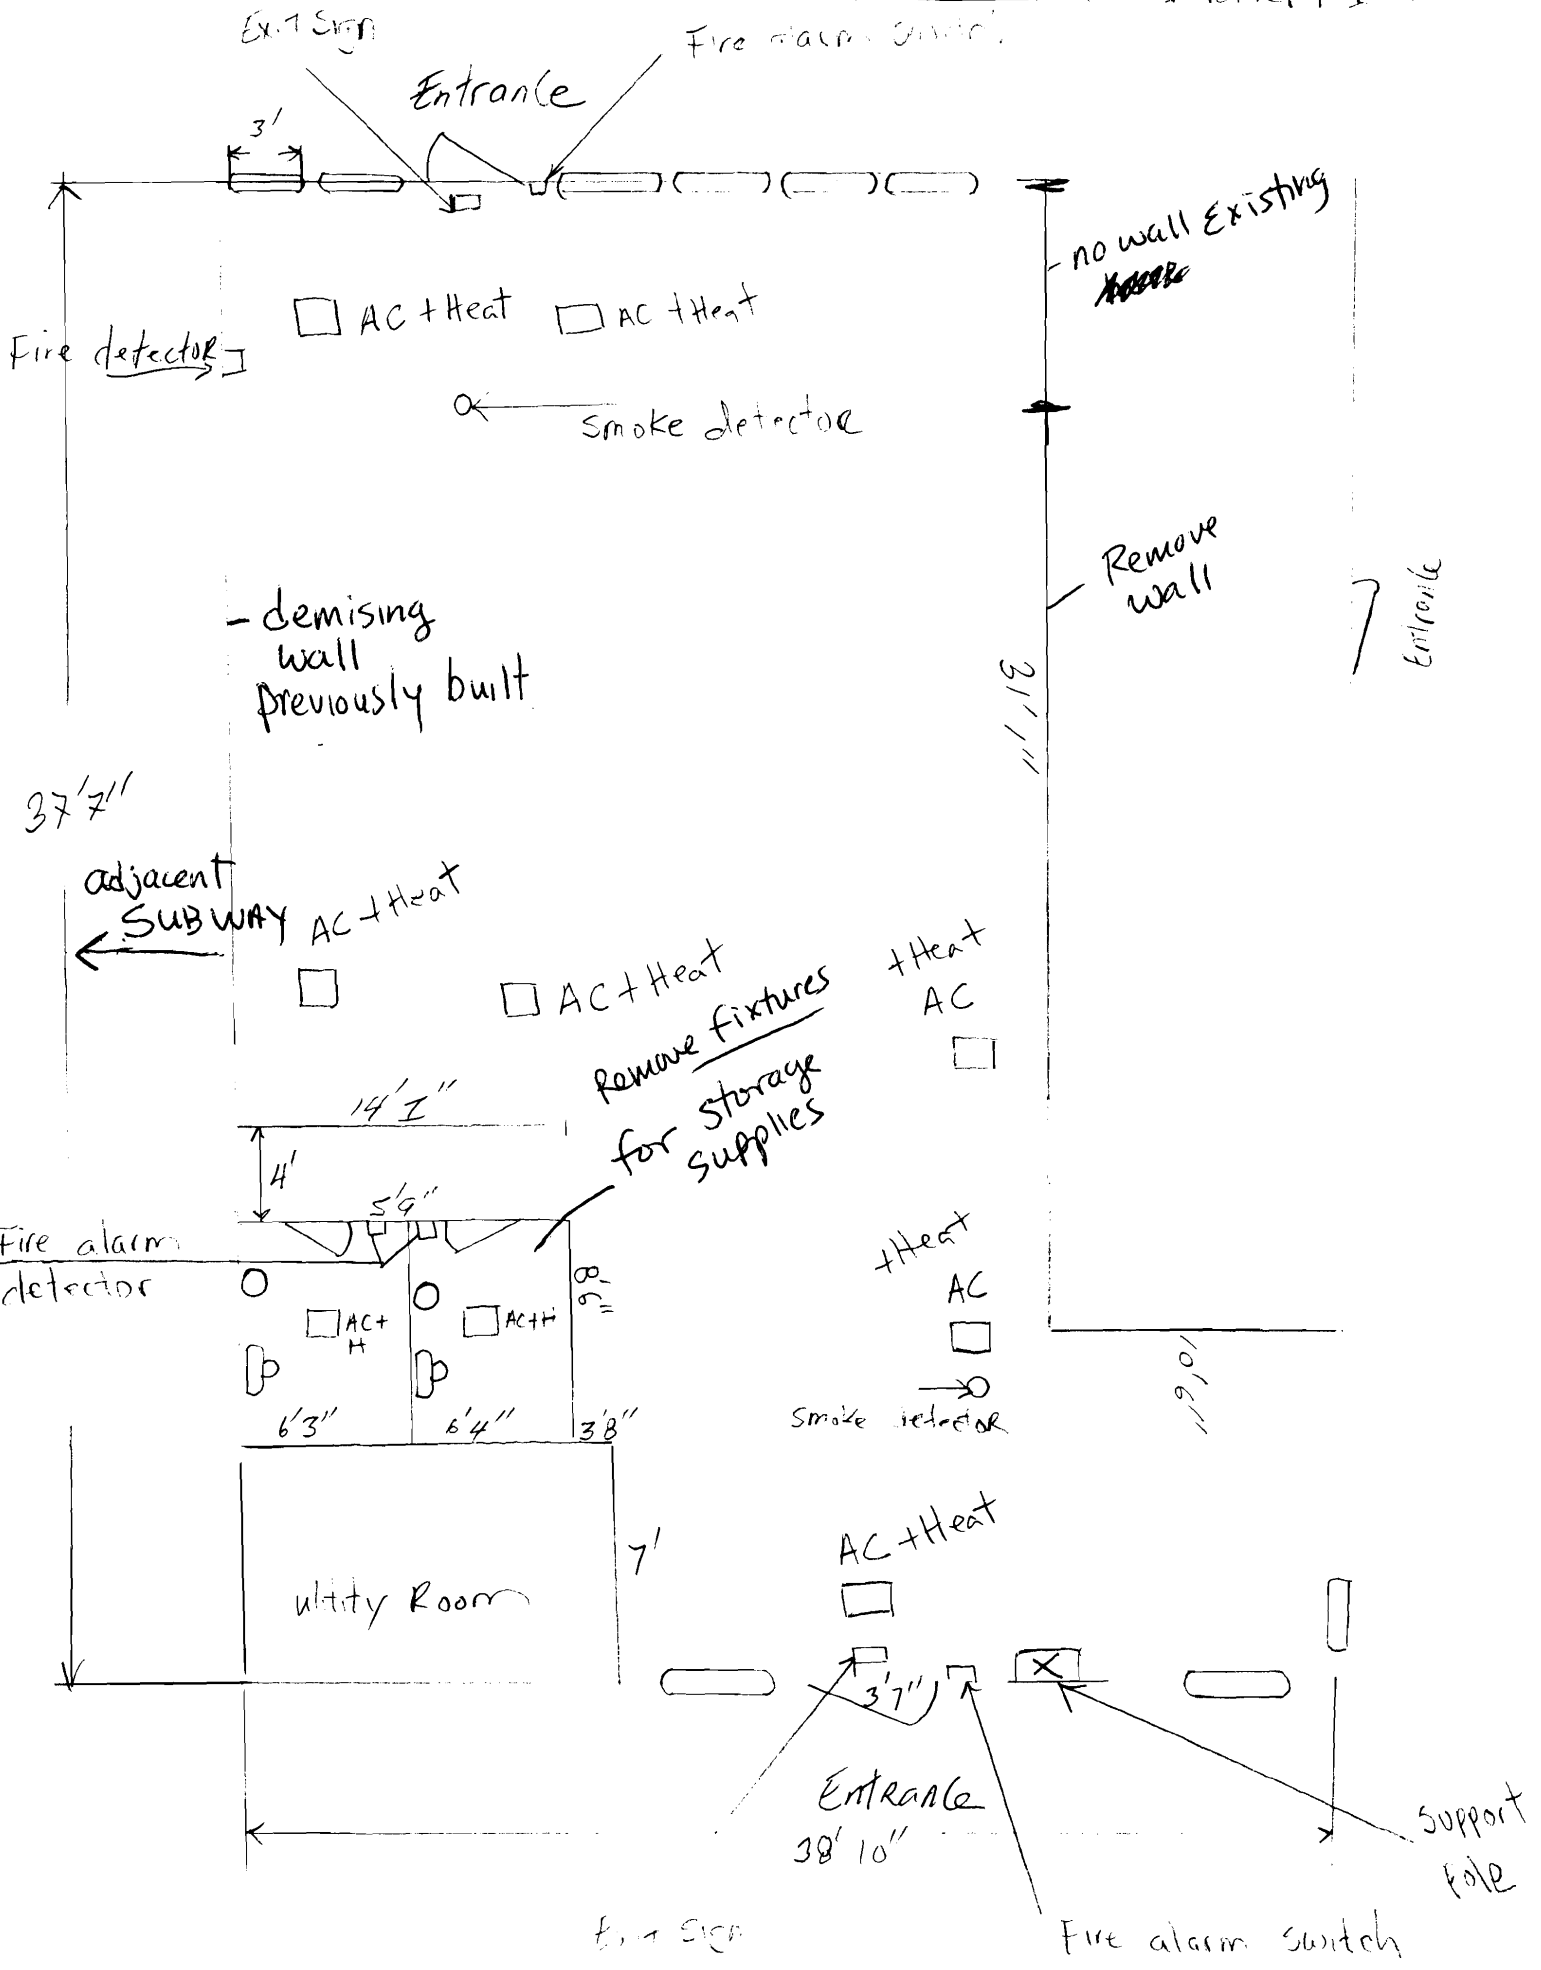 Exit Sign
Fire alarm Switch
Entrance
3'
no wall Existing
AC + Heat
AC + Heat
Fire detector
smoke detector
Remove
wall
Entrance
demising
wall
previously built
31' 1"
37'7"
adjacent
SUBWAY
AC + Heat
AC + Heat
+Heat
AC
Remove fixtures
for storage
supplies
14' I"
4'
5'9"
Fire alarm
detector
8'6"
AC+
H
AC+H
+Heat
AC
10'6"
smoke detector
6'3"
6'4"
3'8"
AC + Heat
7'
ultity Room
3'7"
Entrance
38' 10"
Support
Pole
Exit Sign
Fire alarm Switch